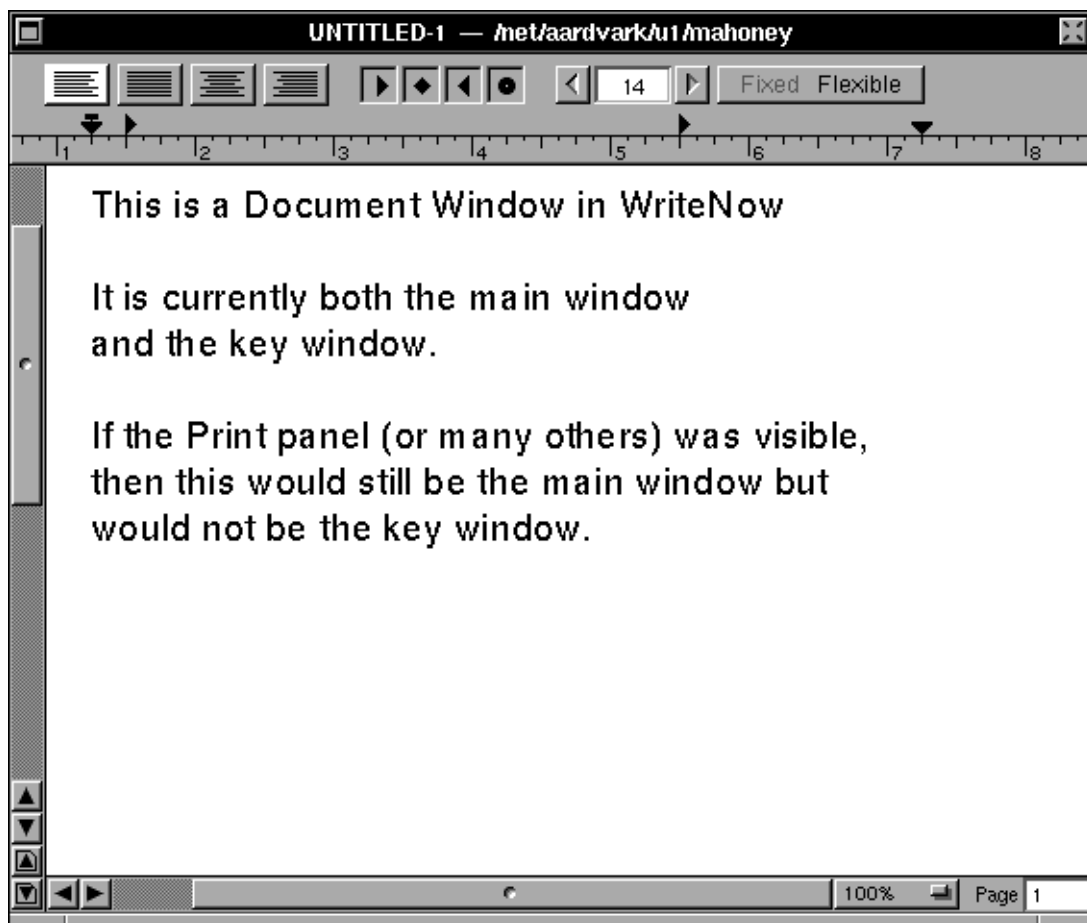 UNTITLED-1 — /net/aardvark/u1/mahoney
14 Fixed Flexible
1 2 3 4 5 6 7 8
This is a Document Window in WriteNow
It is currently both the main window
and the key window.
If the Print panel (or many others) was visible,
then this would still be the main window but
would not be the key window.
100% Page 1